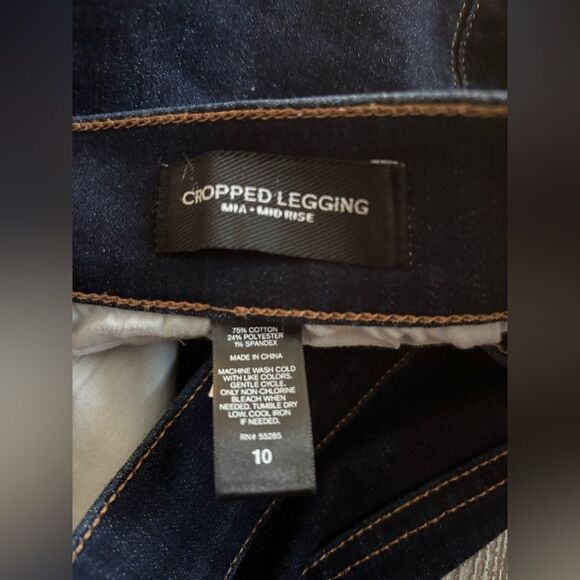 CROPPED LEGGING
MIA • MID RISE
75% COTTON
24% POLYESTER
1% SPANDEX
MADE IN CHINA
MACHINE WASH COLD
WITH LIKE COLORS.
GENTLE CYCLE.
ONLY NON-CHLORINE
BLEACH WHEN
NEEDED. TUMBLE DRY
LOW. COOL IRON
IF NEEDED.
RN# 55285
10